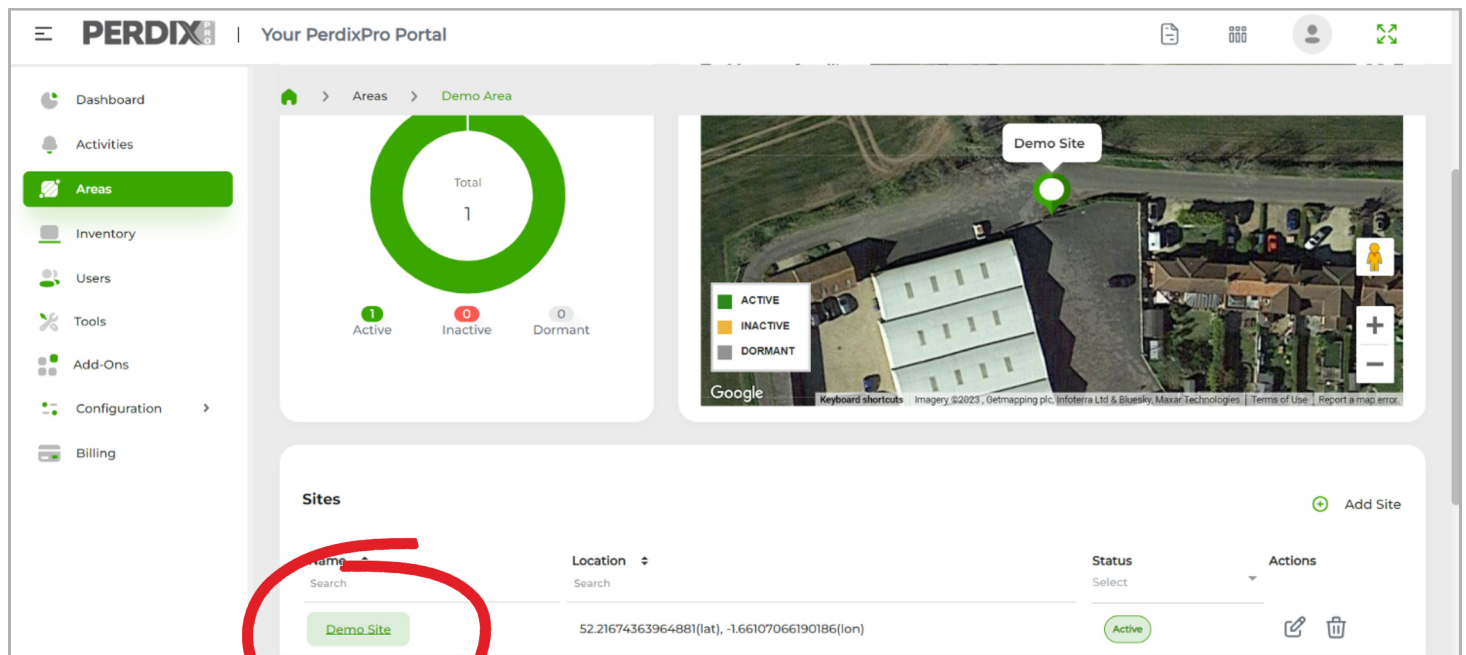 PERDIX PRO | Your PerdixPro Portal
Dashboard
Activities
Areas
Inventory
Users
Tools
Add-Ons
Configuration >
Billing
> Areas > Demo Area
Total
1
1 0 0
Active Inactive Dormant
Demo Site
ACTIVE
INACTIVE
DORMANT
Google
Keyboard shortcuts Imagery ©2023 , Getmapping plc, Infoterra Ltd & Bluesky, Maxar Technologies Terms of Use Report a map error
Sites
Add Site
Name Location Status Actions
Search Search Select
Demo Site 52.21674363964881(lat), -1.66107066190186(lon) Active